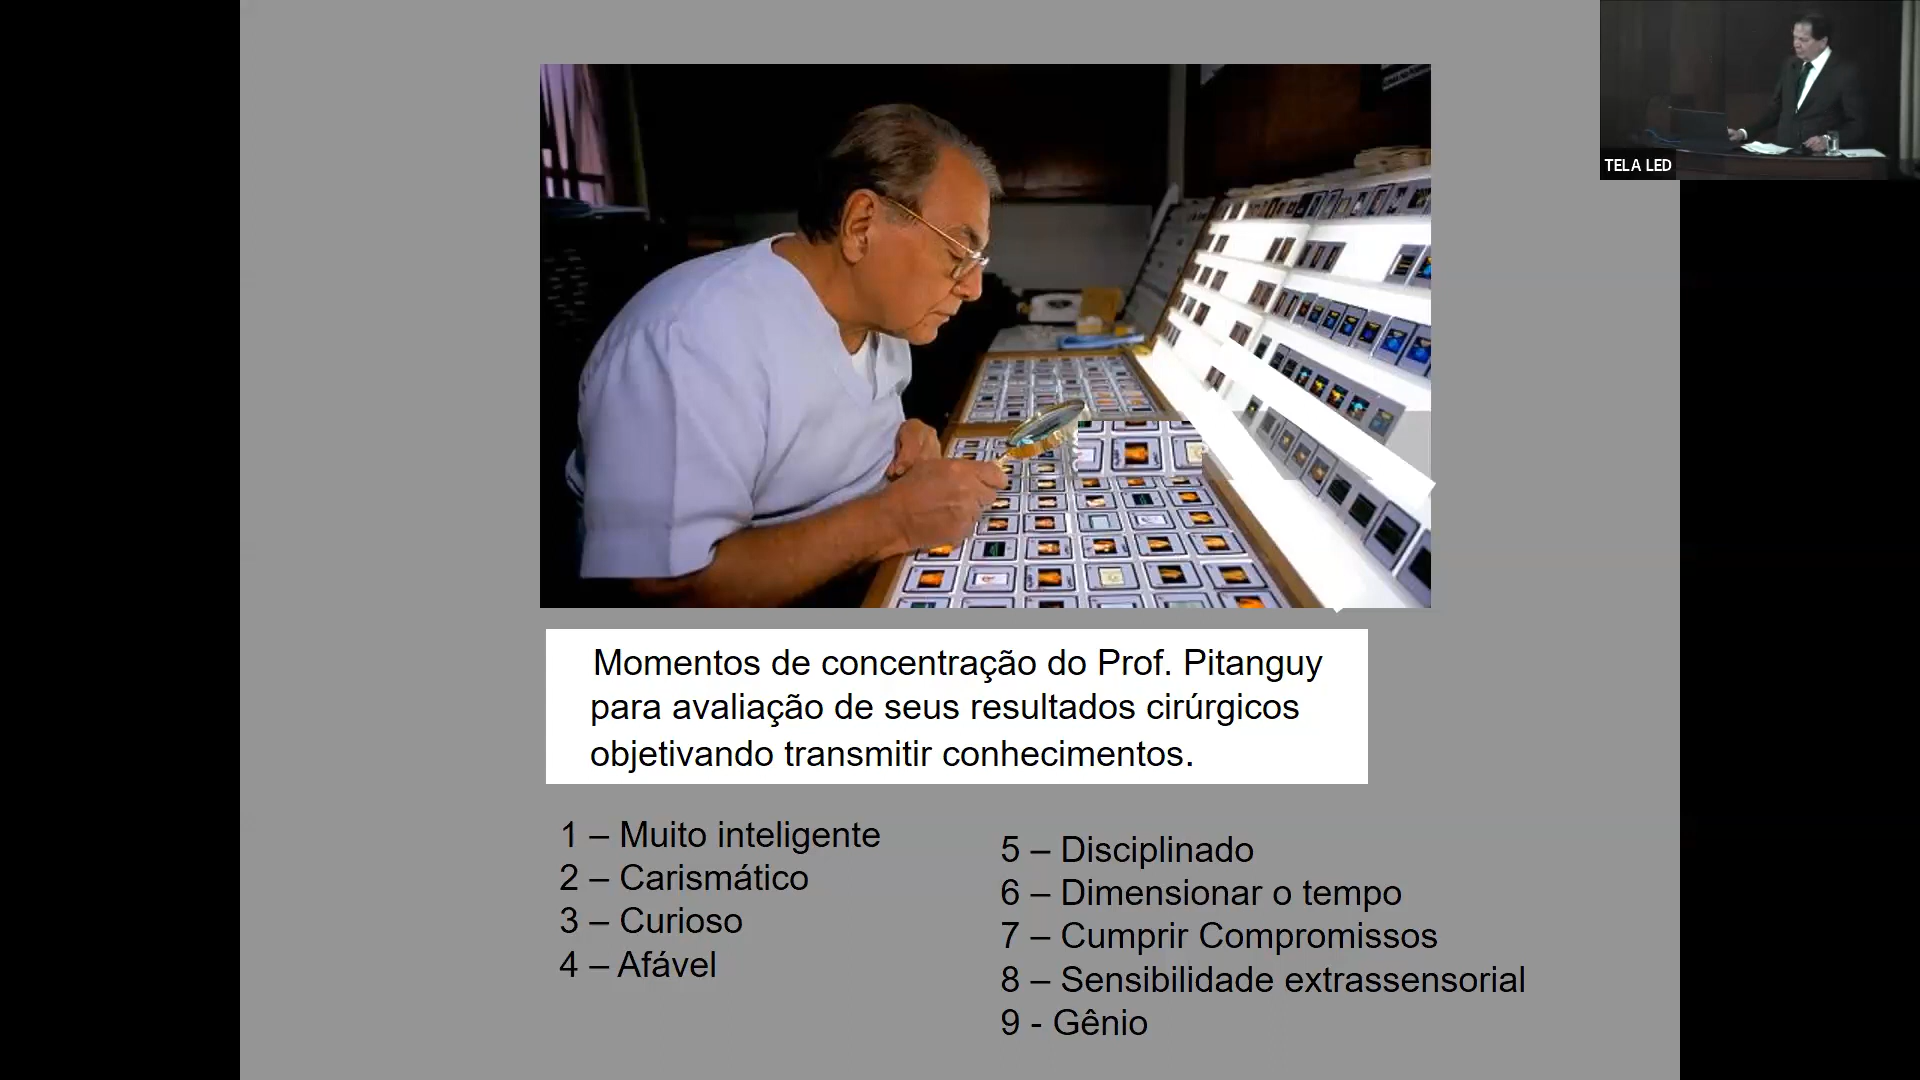 TELA LED
Momentos de concentração do Prof. Pitanguy
para avaliação de seus resultados cirúrgicos
objetivando transmitir conhecimentos.
1 – Muito inteligente
2 – Carismático
3 – Curioso
4 – Afável
5 – Disciplinado
6 – Dimensionar o tempo
7 – Cumprir Compromissos
8 – Sensibilidade extrassensorial
9 - Gênio